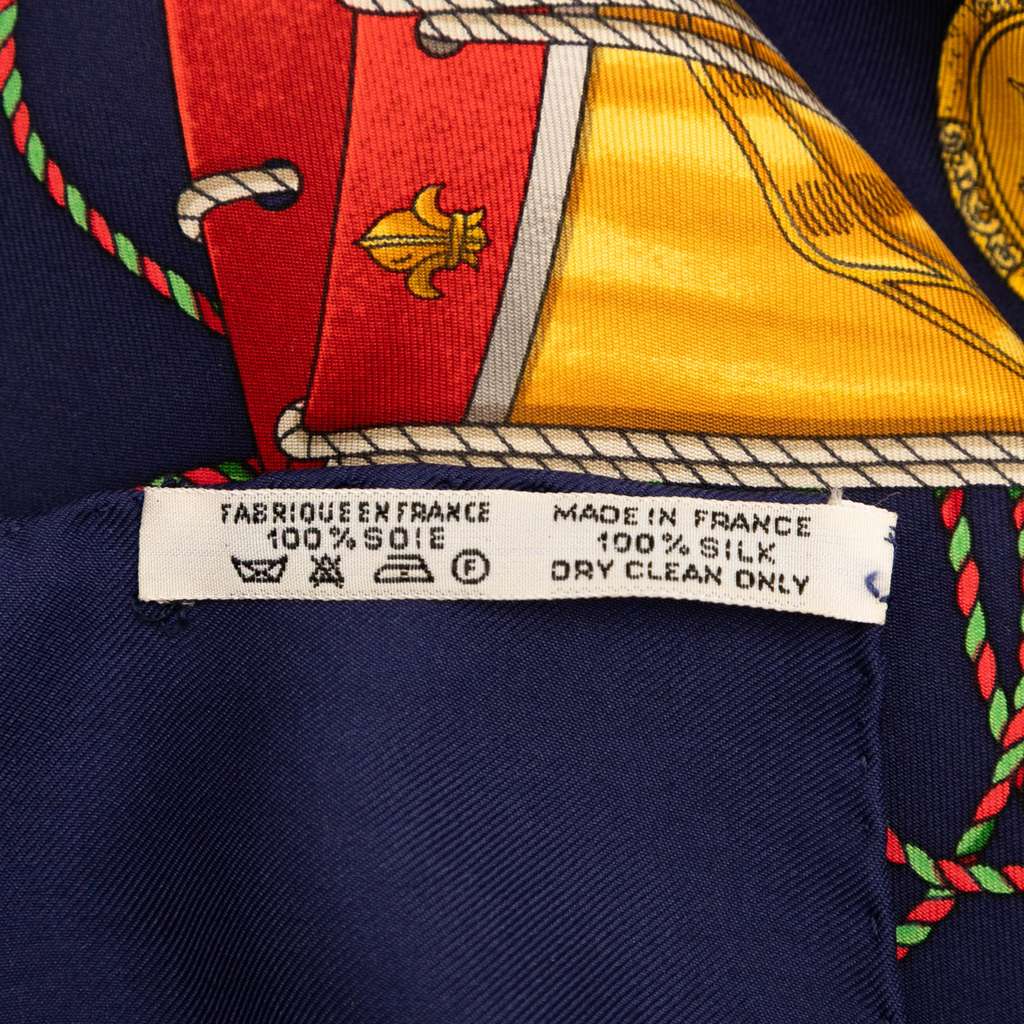 FABRIQUE EN FRANCE
100% SOIE
F
MADE IN FRANCE
100% SILK
DRY CLEAN ONLY